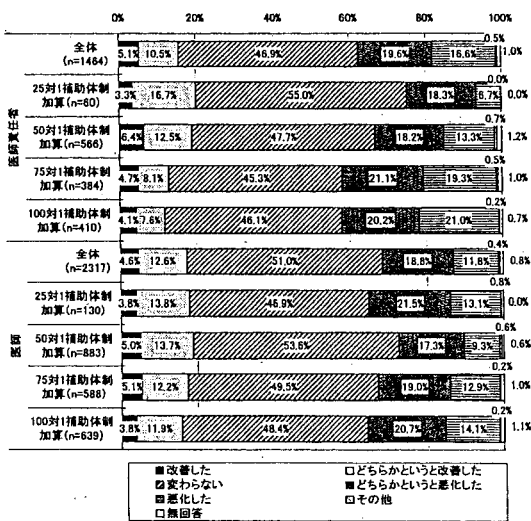 0% 20% 40% 60% 80% 100%
医師責任者
全体
(n=1464)
5.1% 10.5% 46.9% 19.6% 16.6% 0.5% 1.0%
25対1補助体制
加算(n=60)
3.3% 16.7% 55.0% 18.3% 6.7% 0.0% 0.0%
50対1補助体制
加算(n=566)
6.4% 12.5% 47.7% 18.2% 13.3% 0.7% 1.2%
75対1補助体制
加算(n=384)
4.7% 8.1% 45.3% 21.1% 19.3% 0.5% 1.0%
100対1補助体制
加算(n=410)
4.1% 7.6% 46.1% 20.2% 21.0% 0.2% 0.7%
医師
全体
(n=2317)
4.6% 12.6% 51.0% 18.8% 11.8% 0.4% 0.8%
25対1補助体制
加算(n=130)
3.8% 13.8% 46.9% 21.5% 13.1% 0.8% 0.0%
50対1補助体制
加算(n=883)
5.0% 13.7% 53.6% 17.3% 9.3% 0.6% 0.6%
75対1補助体制
加算(n=588)
5.1% 12.2% 49.5% 19.0% 12.9% 0.2% 1.0%
100対1補助体制
加算(n=639)
3.8% 11.9% 48.4% 20.7% 14.1% 0.2% 1.1%
改善した どちらかというと改善した
変わらない どちらかというと悪化した
悪化した その他
無回答